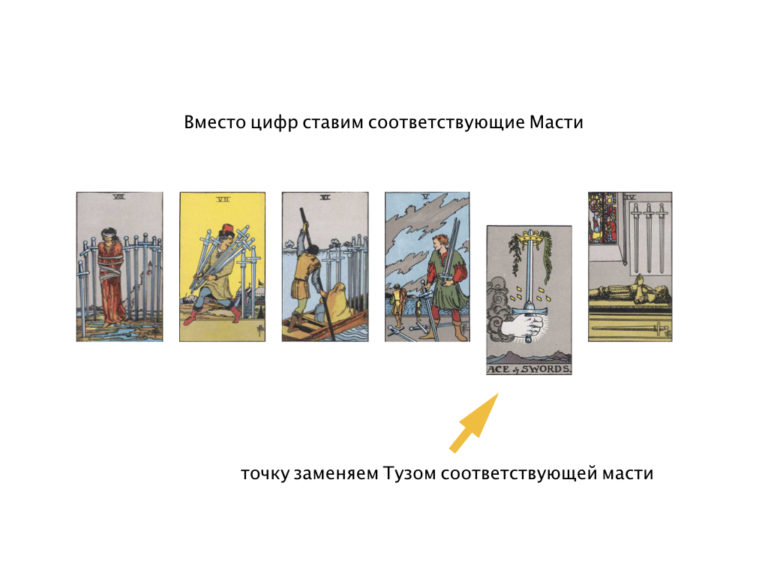 Вместо цифр ставим соответствующие Масти
VIII VII VI V IV
ACE of SWORDS.
точку заменяем Тузом соответствующей масти